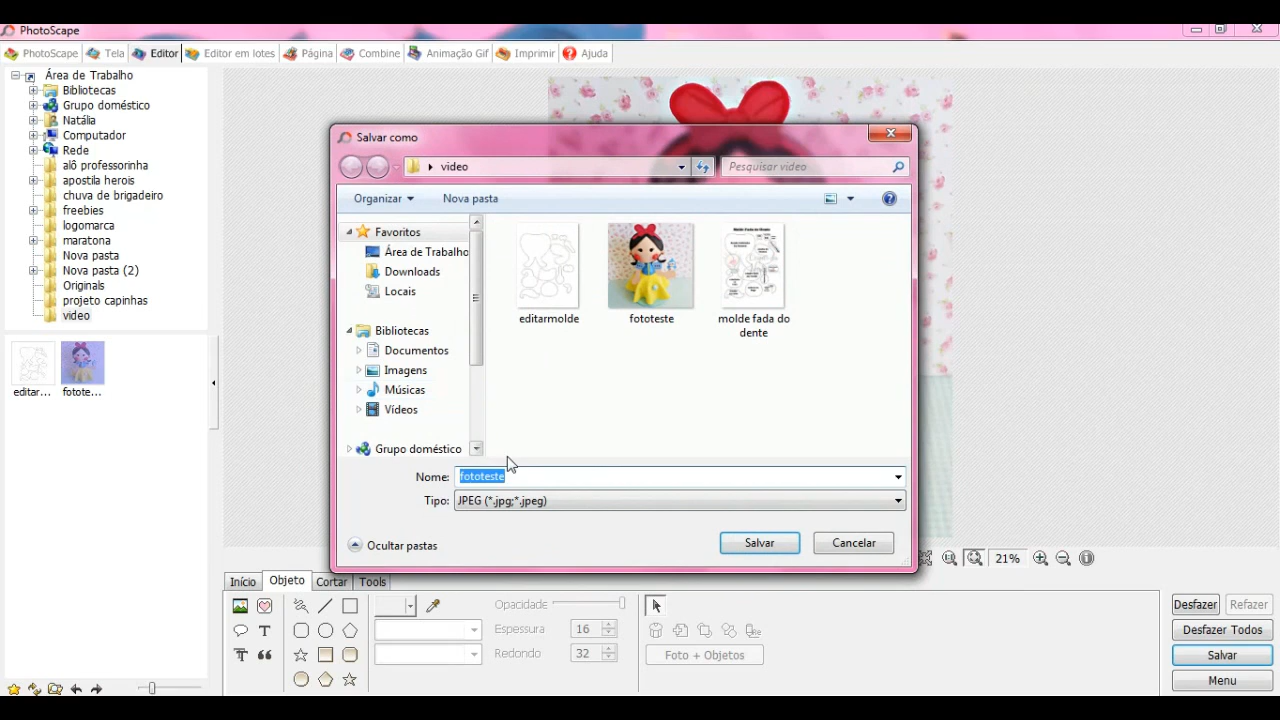 PhotoScape
PhotoScape
Tela
Editor
Editor em lotes
Página
Combine
Animação Gif
Imprimir
Ajuda
Área de Trabalho
Bibliotecas
Grupo doméstico
Natália
Computador
Rede
alô professorinha
apostila herois
chuva de brigadeiro
freebies
logomarca
maratona
Nova pasta
Nova pasta (2)
Originals
projeto capinhas
video
editar...
fotote...
Salvar como
video
Pesquisar video
Organizar
Nova pasta
Favoritos
Área de Trabalho
Downloads
Locais
Bibliotecas
Documentos
Imagens
Músicas
Vídeos
Grupo doméstico
editarmolde
fototeste
molde fada do
dente
Nome: fototeste
Tipo: JPEG (*.jpg;*.jpeg)
Ocultar pastas
Salvar
Cancelar
21%
Início
Objeto
Cortar
Tools
Opacidade
Espessura 16
Redondo 32
Foto + Objetos
Desfazer
Refazer
Desfazer Todos
Salvar
Menu